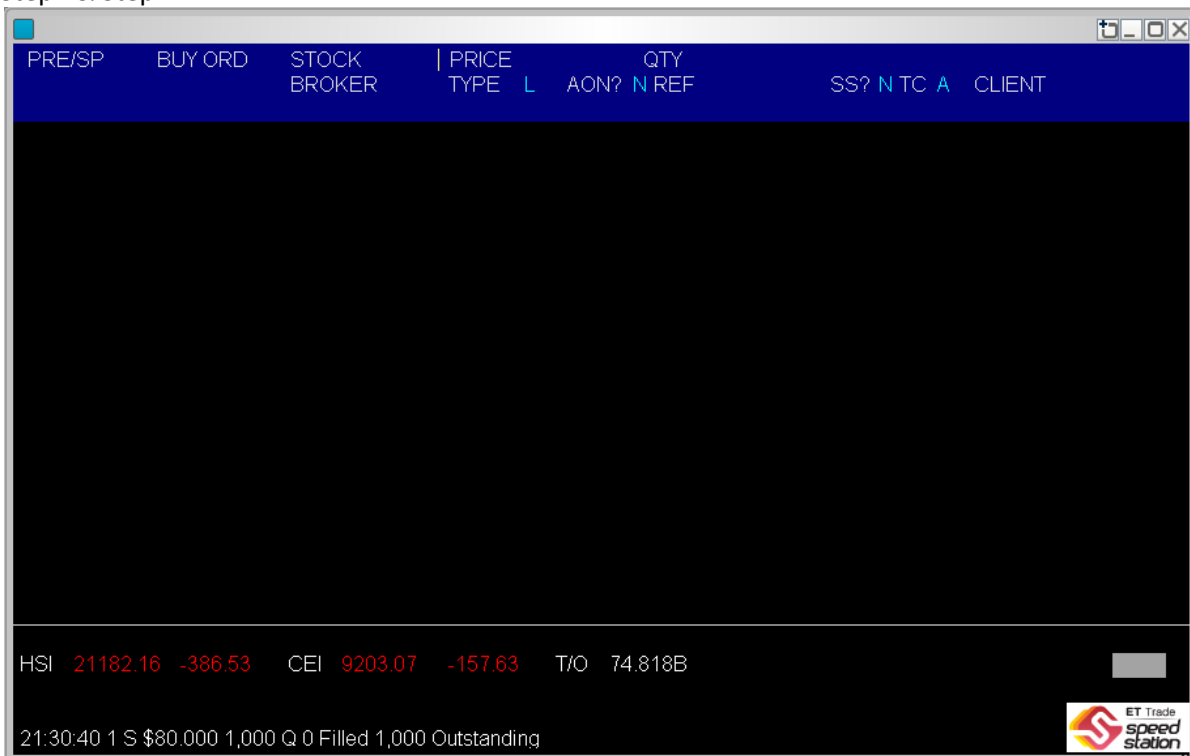 PRE/SP BUY ORD STOCK PRICE QTY
BROKER TYPE L AON? N REF SS? N TC A CLIENT
HSI 21182.16 -386.53 CEI 9203.07 -157.63 T/O 74.818B
21:30:40 1 S $80.000 1,000 Q 0 Filled 1,000 Outstanding
ET Trade
speed
station